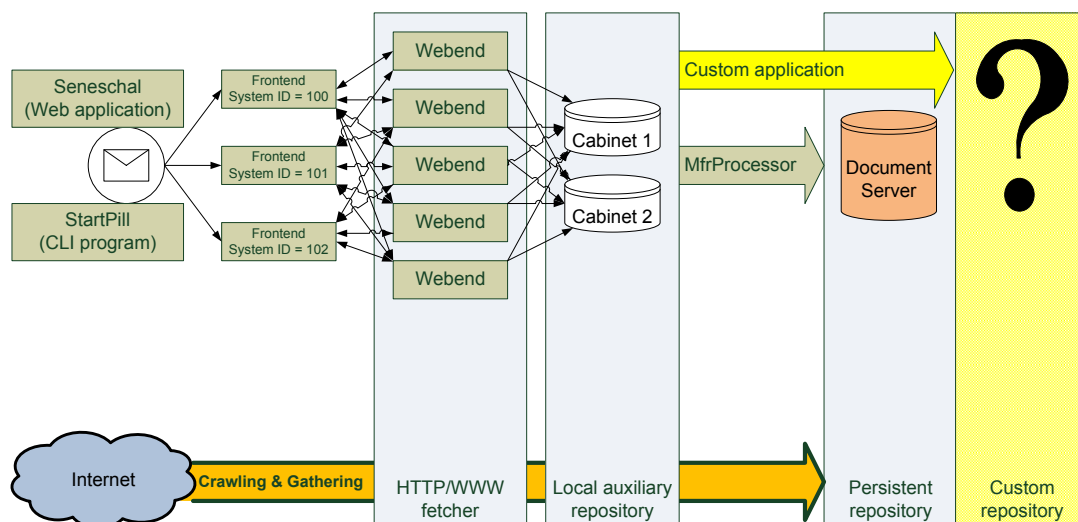 Seneschal
(Web application)
StartPill
(CLI program)
Frontend
System ID = 100
Frontend
System ID = 101
Frontend
System ID = 102
Webend
Webend
Webend
Webend
Webend
Cabinet 1
Cabinet 2
Custom application
MfrProcessor
Document
Server
?
Internet
Crawling & Gathering
HTTP/WWW
fetcher
Local auxiliary
repository
Persistent
repository
Custom
repository